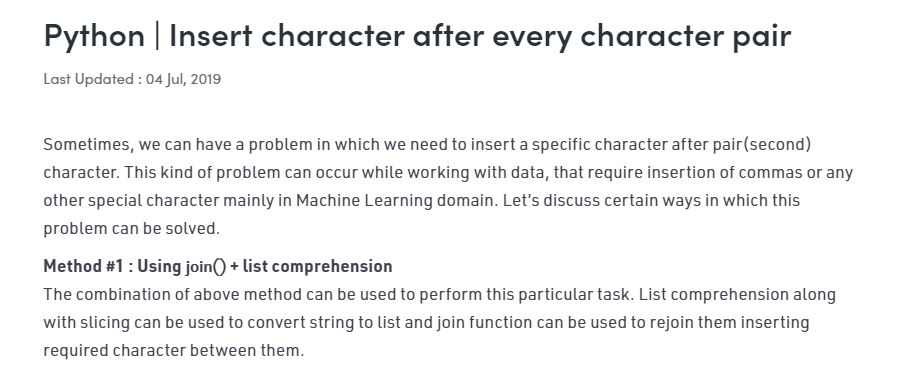 Python | Insert character after every character pair
Last Updated : 04 Jul, 2019
Sometimes, we can have a problem in which we need to insert a specific character after pair(second)
character. This kind of problem can occur while working with data, that require insertion of commas or any
other special character mainly in Machine Learning domain. Let’s discuss certain ways in which this
problem can be solved.
Method #1 : Using join() + list comprehension
The combination of above method can be used to perform this particular task. List comprehension along
with slicing can be used to convert string to list and join function can be used to rejoin them inserting
required character between them.